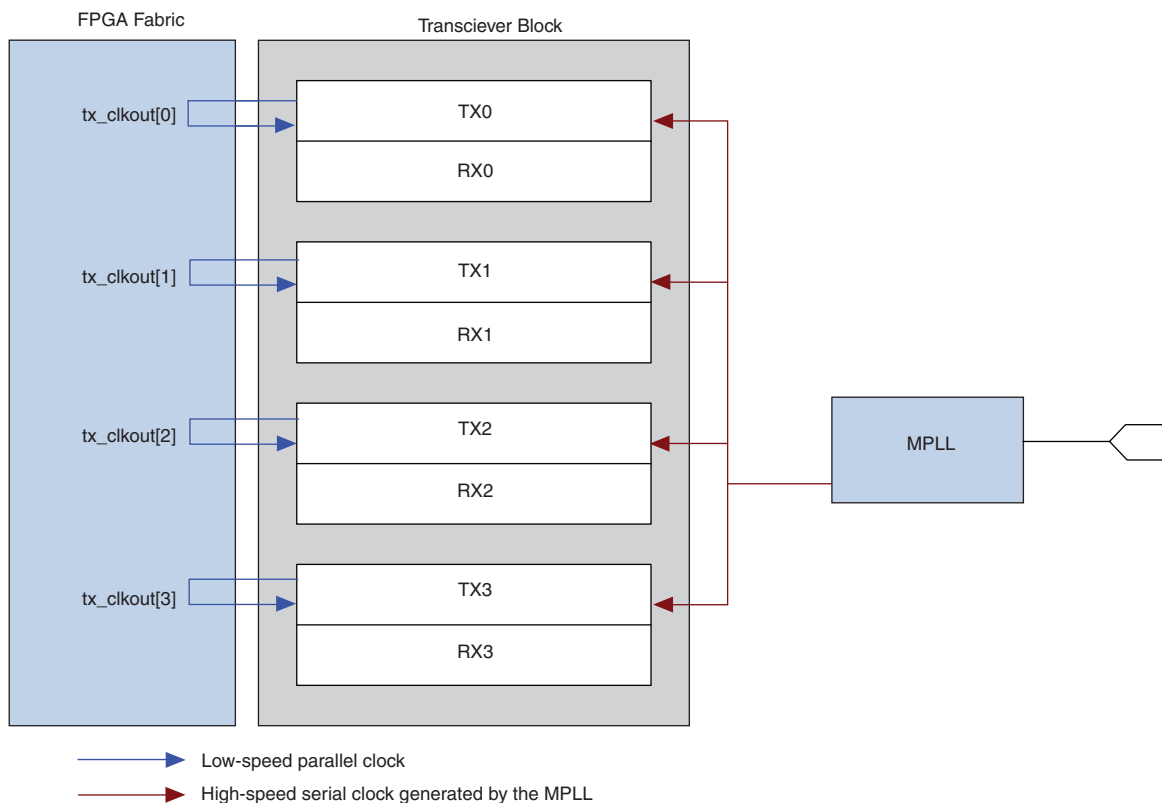 FPGA Fabric
Transciever Block
tx_clkout[0]
TX0
RX0
tx_clkout[1]
TX1
RX1
tx_clkout[2]
TX2
RX2
MPLL
tx_clkout[3]
TX3
RX3
Low-speed parallel clock
High-speed serial clock generated by the MPLL